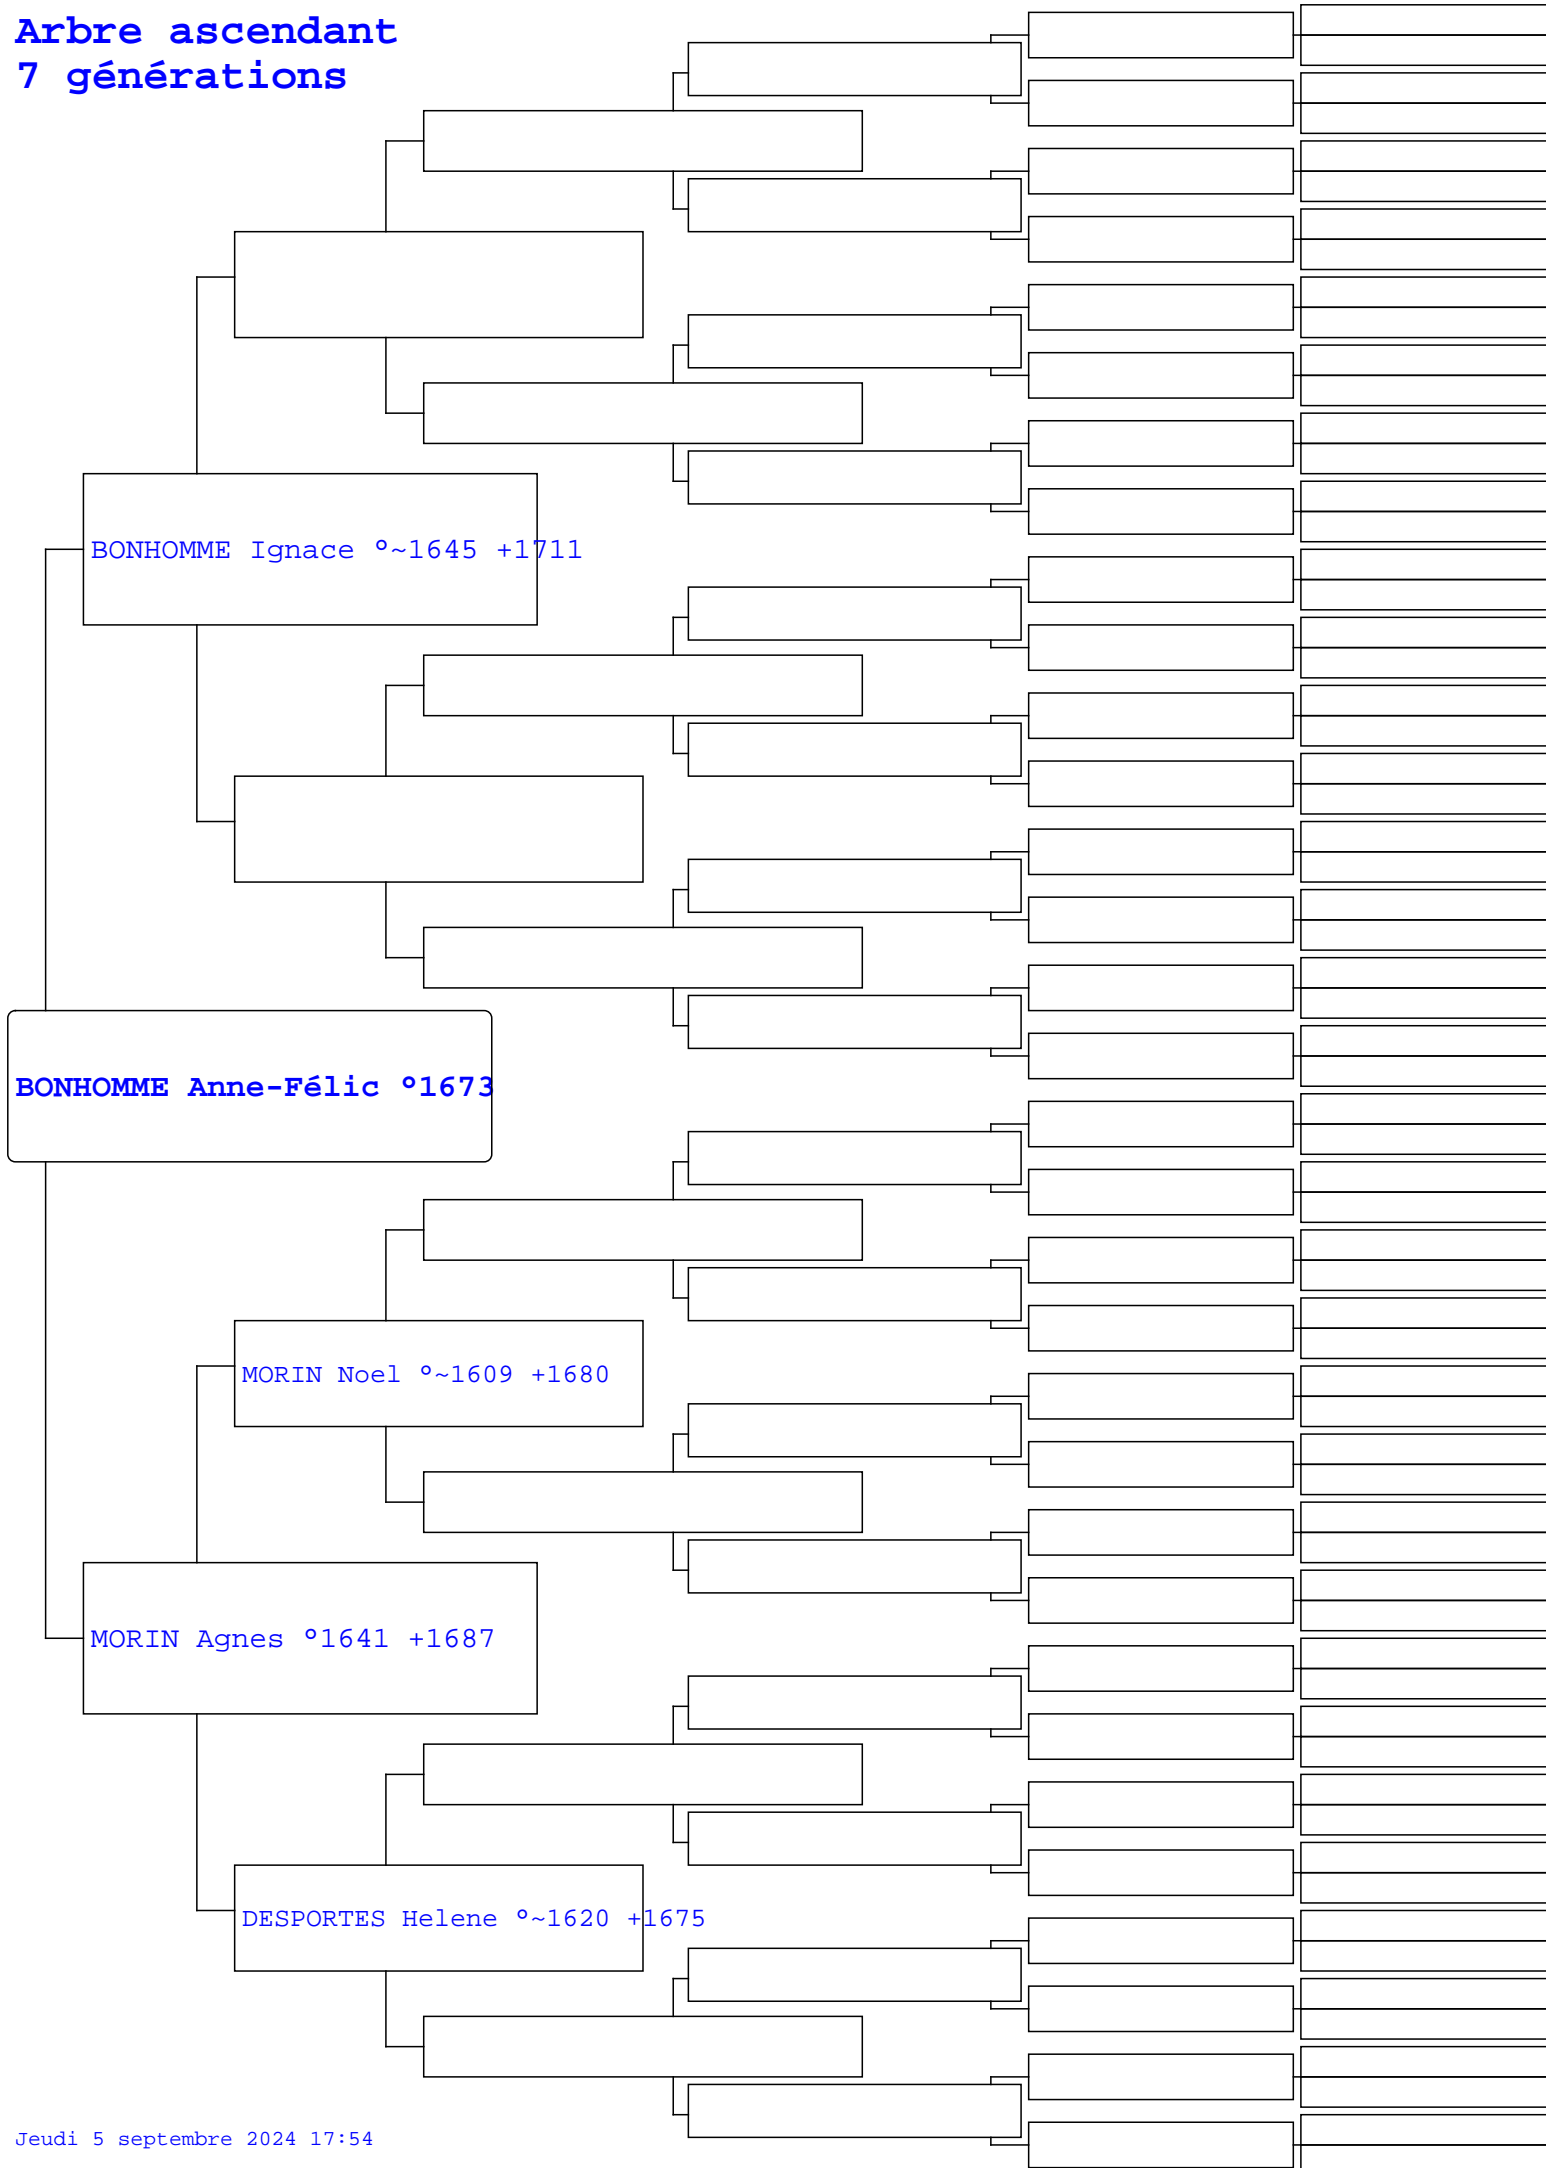 Arbre ascendant
7 générations
BONHOMME Ignace °~1645 +1711
BONHOMME Anne-Félic °1673
MORIN Noel °~1609 +1680
MORIN Agnes °1641 +1687
DESPORTES Helene °~1620 +1675
Jeudi 5 septembre 2024 17:54